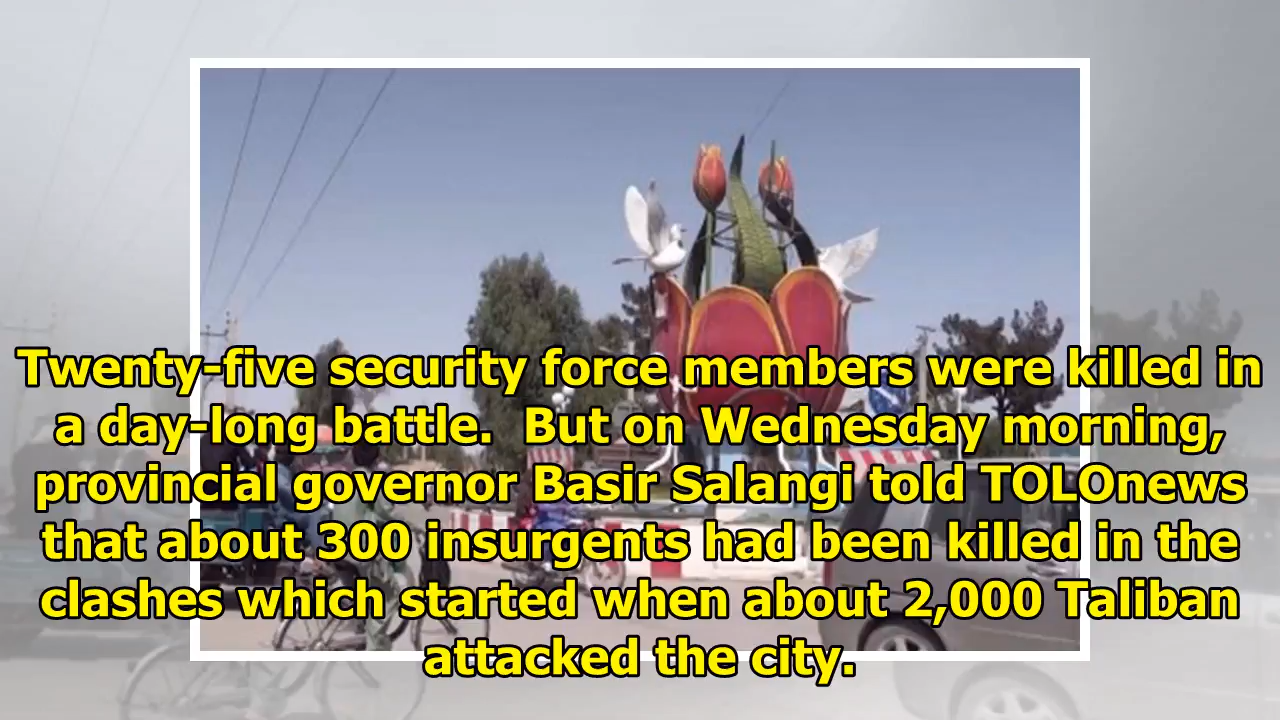 Twenty-five security force members were killed in
a day-long battle.  But on Wednesday morning,
provincial governor Basir Salangi told TOLOnews
that about 300 insurgents had been killed in the
clashes which started when about 2,000 Taliban
attacked the city.